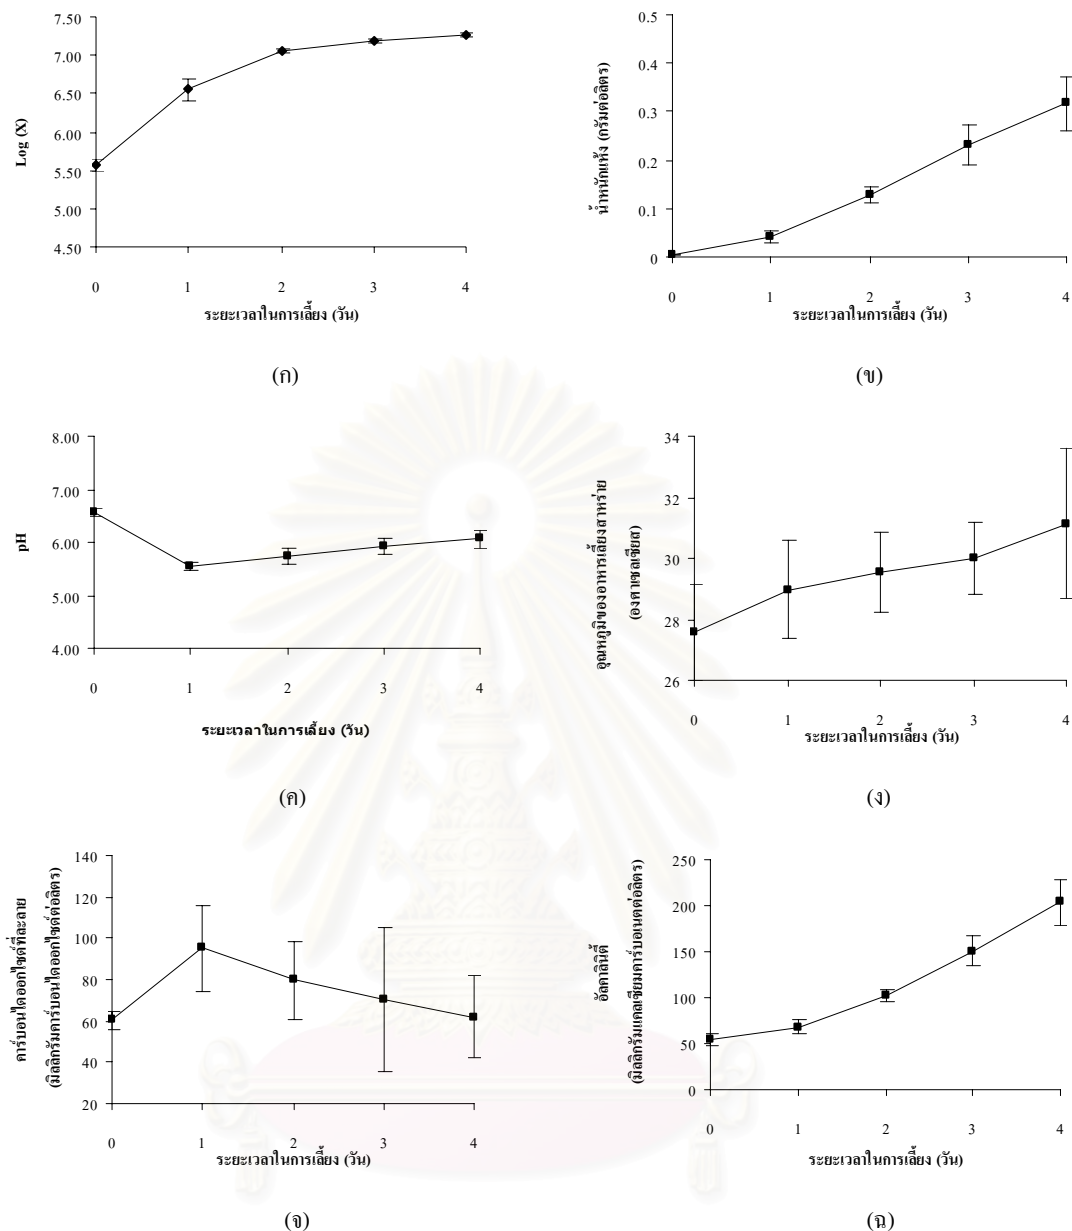 7.50
7.00
6.50
6.00
5.50
5.00
4.50
Log (X)
0 1 2 3 4
ระยะเวลาในการเลี้ยง (วัน)
(ก)
0.5
0.4
0.3
0.2
0.1
0
น้ำหนักแห้ง (กรัมต่อลิตร)
0 1 2 3 4
ระยะเวลาในการเลี้ยง (วัน)
(ข)
8.00
7.00
6.00
5.00
4.00
pH
0 1 2 3 4
ระยะเวลาในการเลี้ยง (วัน)
(ค)
34
32
30
28
26
อุณหภูมิของอาหารเลี้ยงสาหร่าย
(องศาเซลเซียส)
0 1 2 3 4
ระยะเวลาในการเลี้ยง (วัน)
(ง)
140
120
100
80
60
40
20
คาร์บอนไดออกไซด์ที่ละลาย
(มิลลิกรัมคาร์บอนไดออกไซด์ต่อลิตร)
0 1 2 3 4
ระยะเวลาในการเลี้ยง (วัน)
(จ)
250
200
150
100
50
0
อัลคาลินิตี้
(มิลลิกรัมแคลเซียมคาร์บอเนตต่อลิตร)
0 1 2 3 4
ระยะเวลาในการเลี้ยง (วัน)
(ฉ)